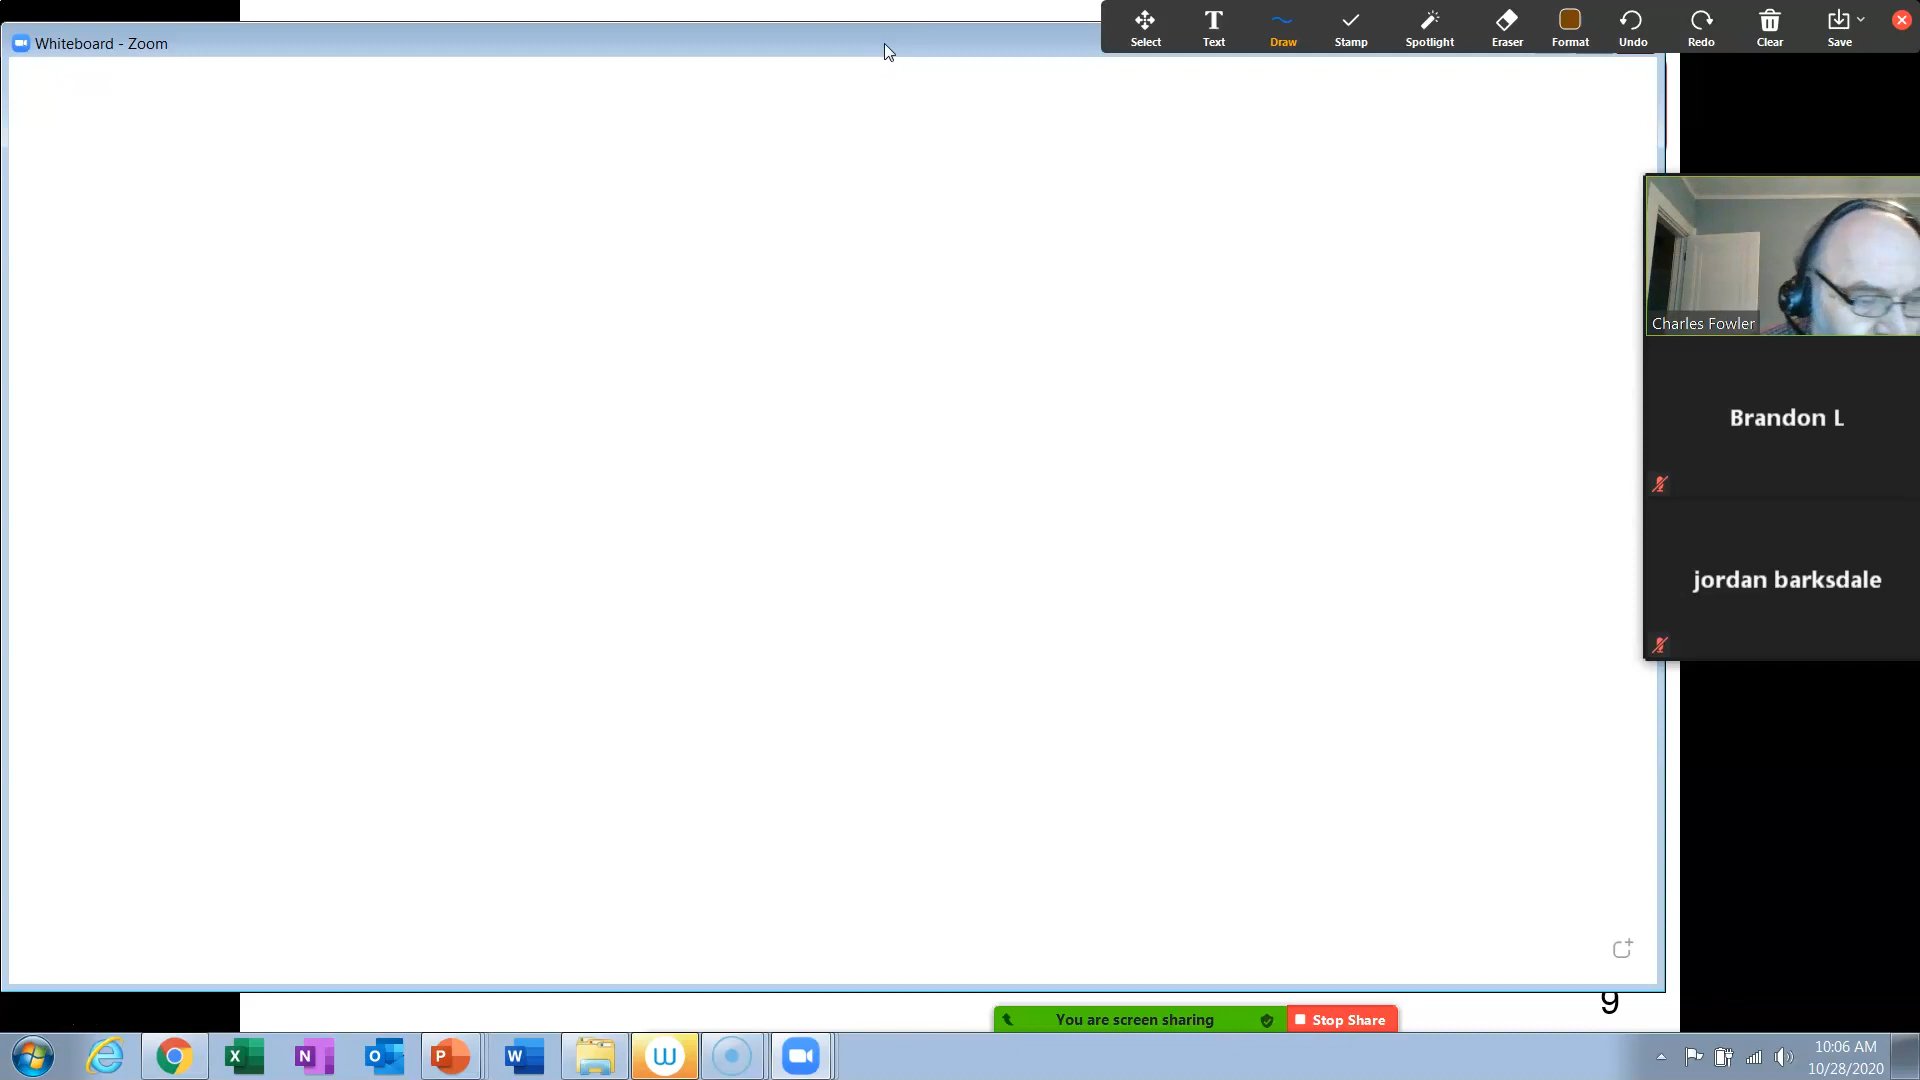 Whiteboard - Zoom
Select
Text
Draw
Stamp
Spotlight
Eraser
Format
Undo
Redo
Clear
Save
Charles Fowler
Brandon L
jordan barksdale
9
You are screen sharing
Stop Share
10:06 AM
10/28/2020